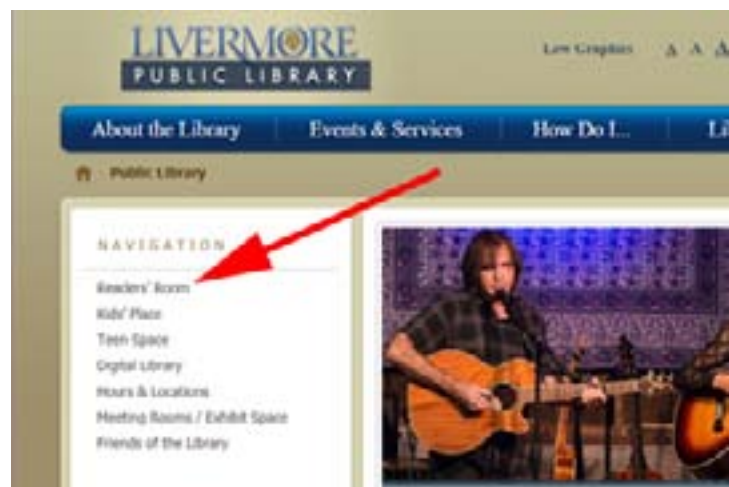 LIVERMORE
PUBLIC LIBRARY
Low Graphics A A A
About the Library Events & Services How Do I...
Public Library
NAVIGATION
Readers' Room
Kids' Place
Teen Space
Digital Library
Hours & Locations
Meeting Rooms / Exhibit Space
Friends of the Library